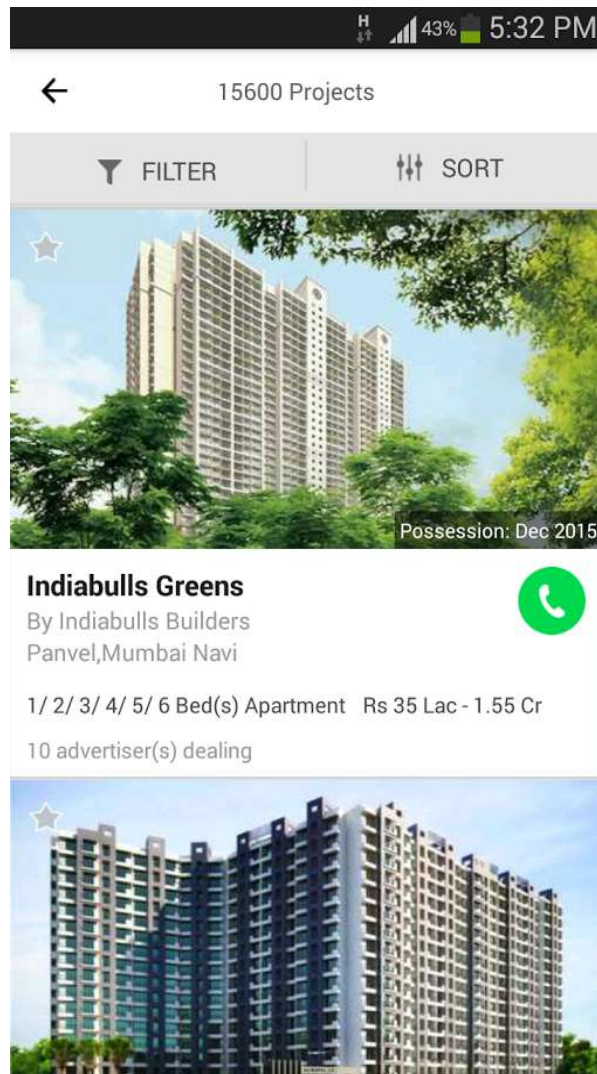 H 43% 5:32 PM
15600 Projects
FILTER SORT
Possession: Dec 2015
Indiabulls Greens
By Indiabulls Builders
Panvel,Mumbai Navi
1/ 2/ 3/ 4/ 5/ 6 Bed(s) Apartment Rs 35 Lac - 1.55 Cr
10 advertiser(s) dealing